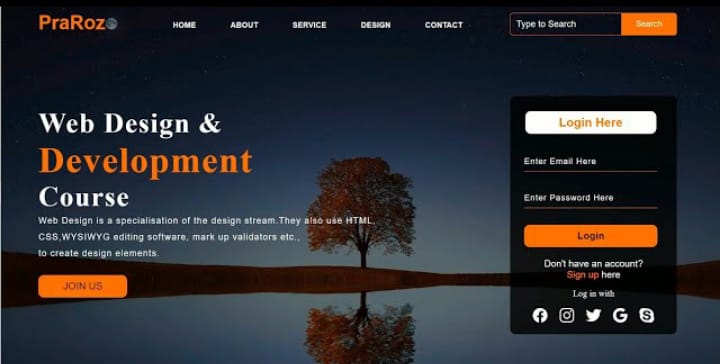 PraRoz
HOME ABOUT SERVICE DESIGN CONTACT
Type to Search Search
Web Design &
Development
Course
Web Design is a specialisation of the design stream.They also use HTML,
CSS,WYSIWYG editing software, mark up validators etc.,
to create design elements.
JOIN US
Login Here
Enter Email Here
Enter Password Here
Login
Don't have an account?
Sign up here
Log in with